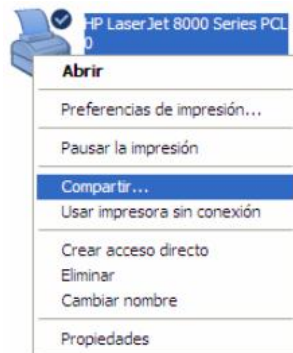 HP LaserJet 8000 Series PCL
0
Abrir
Preferencias de impresión...
Pausar la impresión
Compartir...
Usar impresora sin conexión
Crear acceso directo
Eliminar
Cambiar nombre
Propiedades